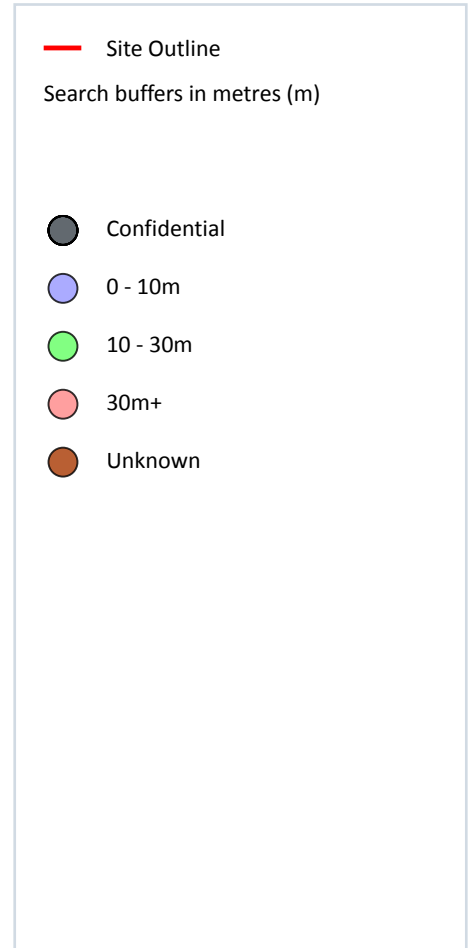 Site Outline
Search buffers in metres (m)
Confidential
0 - 10m
10 - 30m
30m+
Unknown